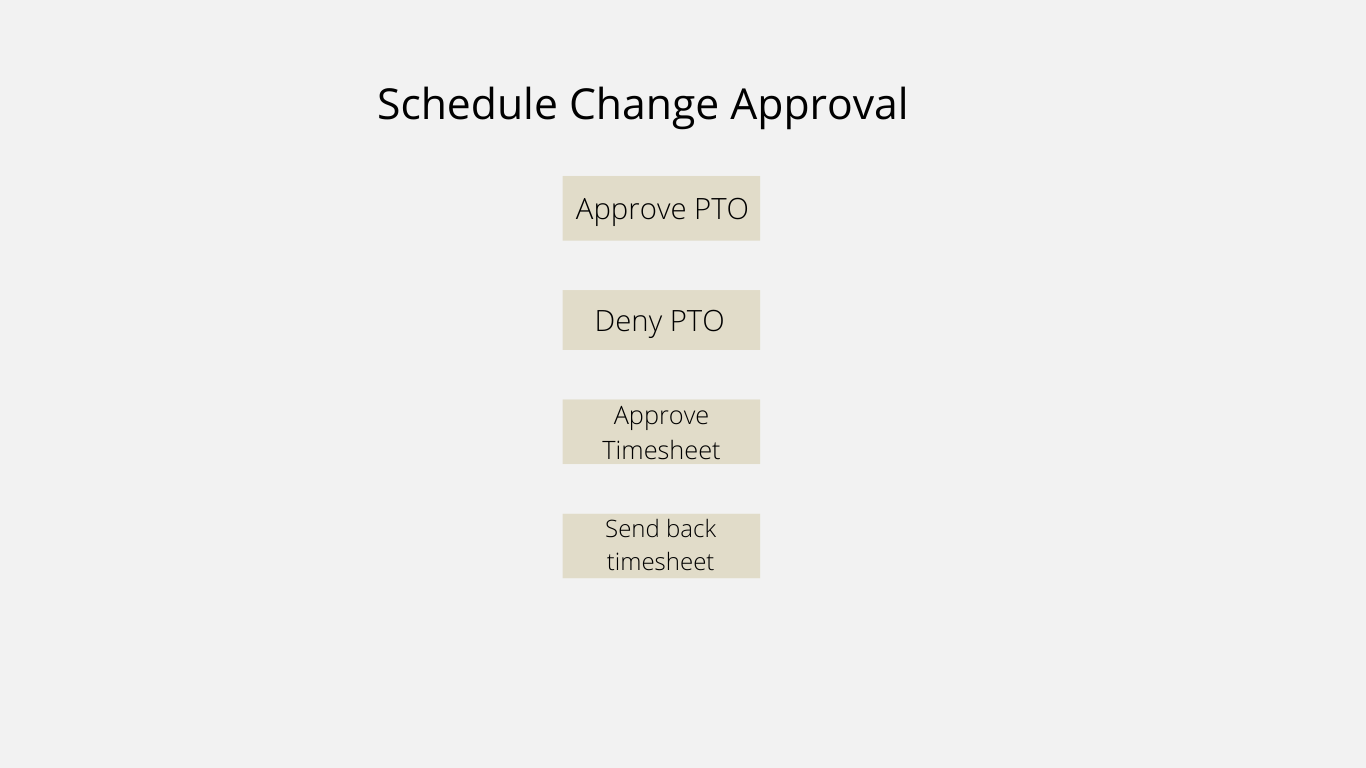 Schedule Change Approval
Approve PTO
Deny PTO
Approve
Timesheet
Send back
timesheet